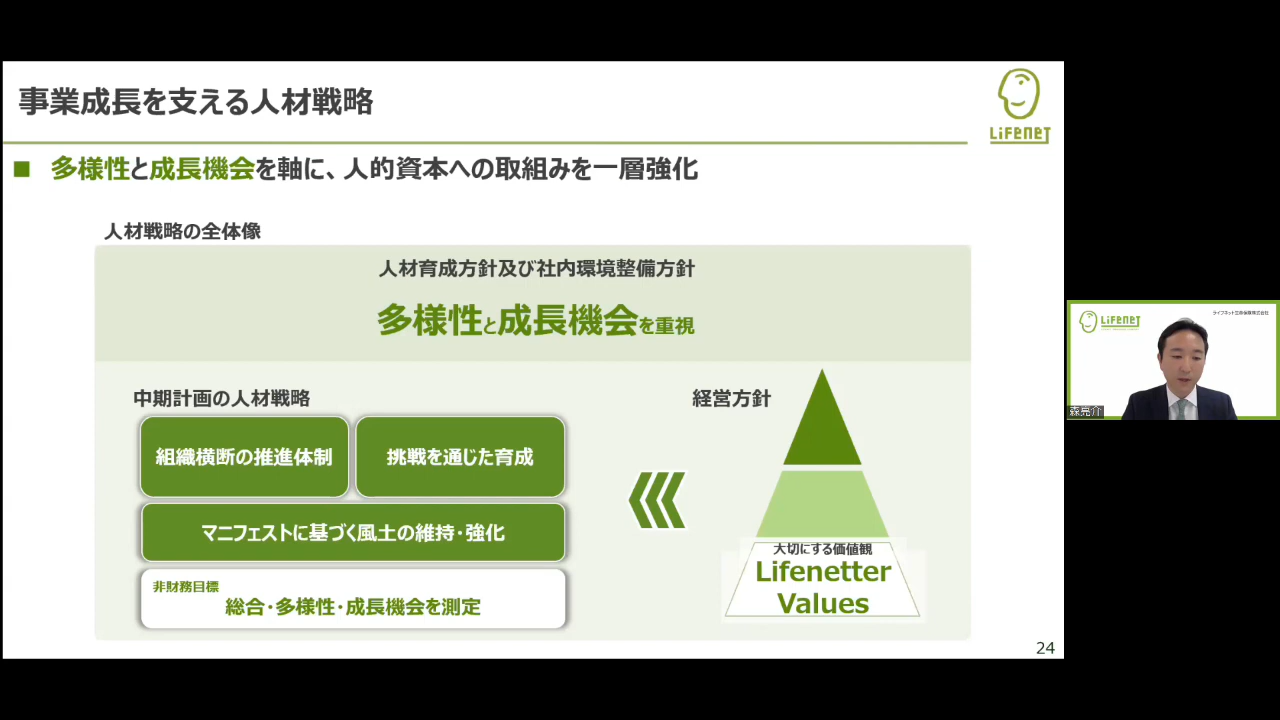 事業成長を支える人材戦略
LIFENET
■ 多様性と成長機会を軸に、人的資本への取組みを一層強化
人材戦略の全体像
人材育成方針及び社内環境整備方針
多様性と成長機会を重視
中期計画の人材戦略
組織横断の推進体制
挑戦を通じた育成
マニフェストに基づく風土の維持・強化
非財務目標
総合・多様性・成長機会を測定
経営方針
大切にする価値観
Lifenetter
Values
24
LIFENET
ライフネット生命保険株式会社
森亮介